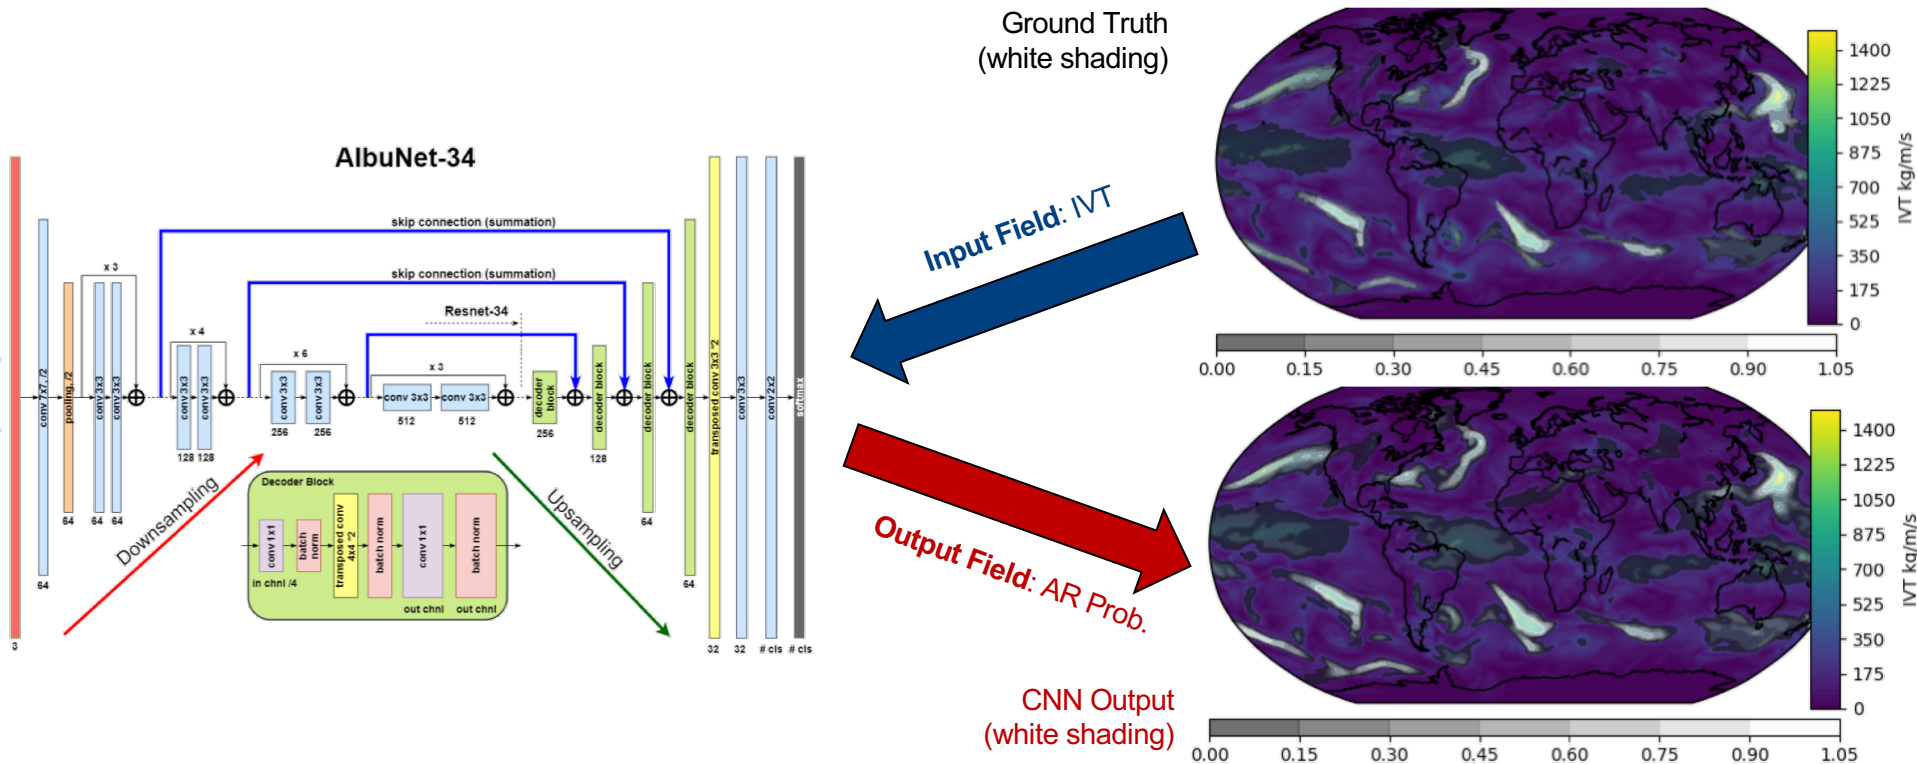 Ground Truth
(white shading)
1400
1225
1050
875
700
525
350
175
0
IVT kg/m/s
0.00 0.15 0.30 0.45 0.60 0.75 0.90 1.05
AlbuNet-34
skip connection (summation)
skip connection (summation)
Resnet-34
x 3
x 4
x 6
x 3
conv 7x7, /2
pooling, /2
conv 3x3
conv 3x3
conv 3x3
conv 3x3
conv 3x3
conv 3x3
conv 3x3
conv 3x3
decoder
block
decoder block
decoder block
decoder block
transposed conv 3x3 *2
conv 3x3
conv 2x2
softmax
3
64
64
64 64
128 128
256 256
512 512
256
128
64
64
32 32 # cls # cls
Downsampling
Upsampling
Decoder Block
conv 1x1
batch
norm
transposed conv
4x4 *2
batch norm
conv 1x1
batch norm
in chnl /4
out chnl out chnl
Input Field: IVT
Output Field: AR Prob.
CNN Output
(white shading)
1400
1225
1050
875
700
525
350
175
0
IVT kg/m/s
0.00 0.15 0.30 0.45 0.60 0.75 0.90 1.05